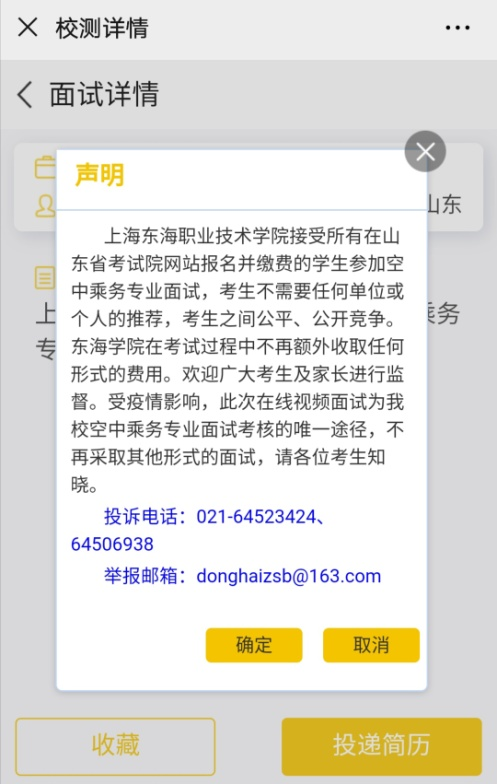 校测详情
面试详情
声明
山东
上海东海职业技术学院接受所有在山
东省考试院网站报名并缴费的学生参加空
中乘务专业面试，考生不需要任何单位或
个人的推荐，考生之间公平、公开竞争。
东海学院在考试过程中不再额外收取任何
形式的费用。欢迎广大考生及家长进行监
督。受疫情影响，此次在线视频面试为我
校空中乘务专业面试考核的唯一途径，不
再采取其他形式的面试，请各位考生知
晓。
上 乘务
专
投诉电话：021-64523424、
64506938
举报邮箱：donghaizsb@163.com
确定 取消
收藏 投递简历